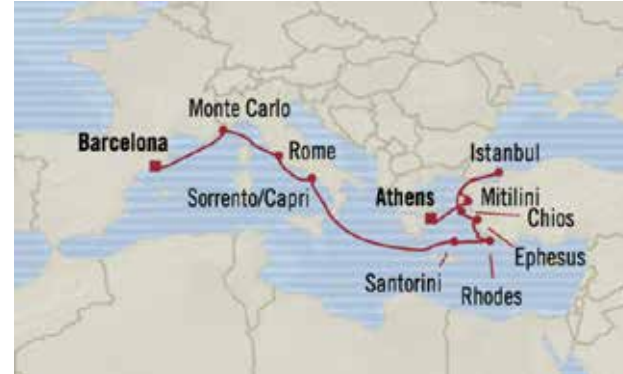 Monte Carlo
Barcelona
Rome
Istanbul
Sorrento/Capri
Athens
Mitilini
Chios
Ephesus
Santorini
Rhodes